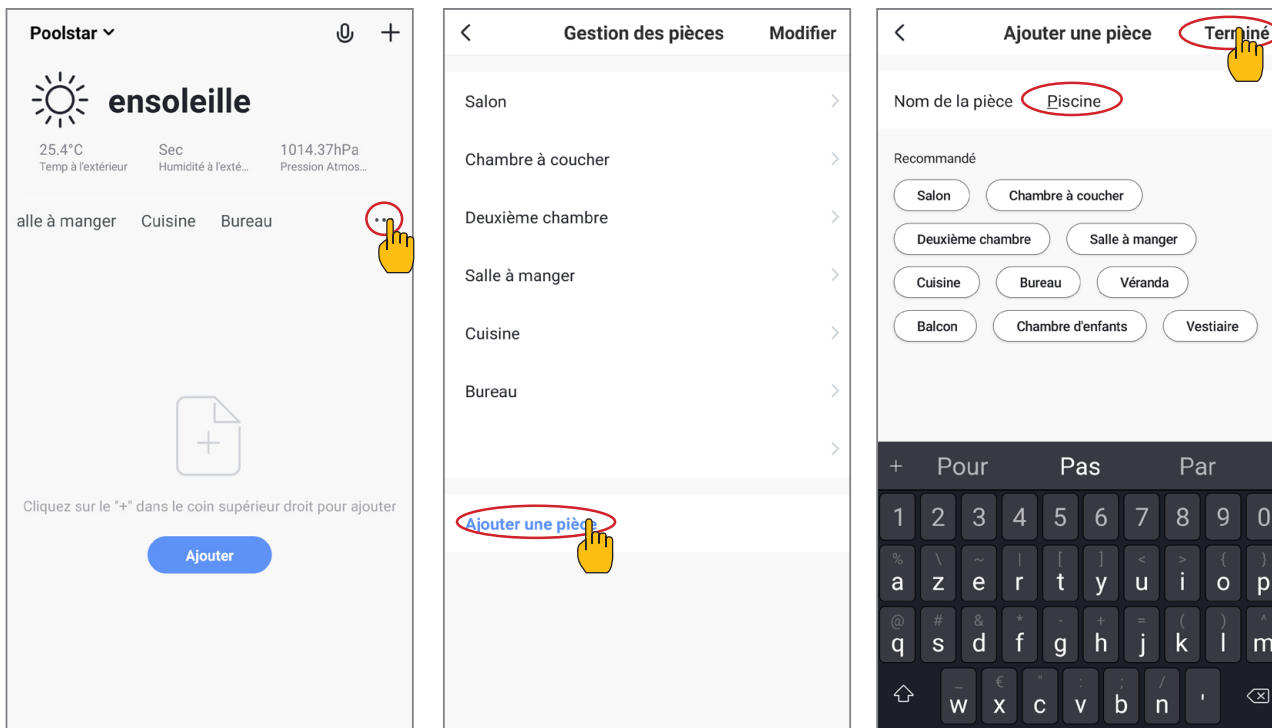 Poolstar
ensoleille
25.4°C Sec 1014.37hPa
Temp à l'extérieur Humidité à l'exté... Pression Atmos...
alle à manger Cuisine Bureau ...
Cliquez sur le "+" dans le coin supérieur droit pour ajouter
Ajouter
Gestion des pièces Modifier
Salon
Chambre à coucher
Deuxième chambre
Salle à manger
Cuisine
Bureau
Ajouter une pièce
Ajouter une pièce Terminé
Nom de la pièce Piscine
Recommandé
Salon Chambre à coucher
Deuxième chambre Salle à manger
Cuisine Bureau Véranda
Balcon Chambre d'enfants Vestiaire
+ Pour Pas Par
1 2 3 4 5 6 7 8 9 0
% \ ~ | [ ] < > { }
a z e r t y u i o p
@ # & * - + = ( ) ^
q s d f g h j k l m
_ € " : ; /
w x c v b n '